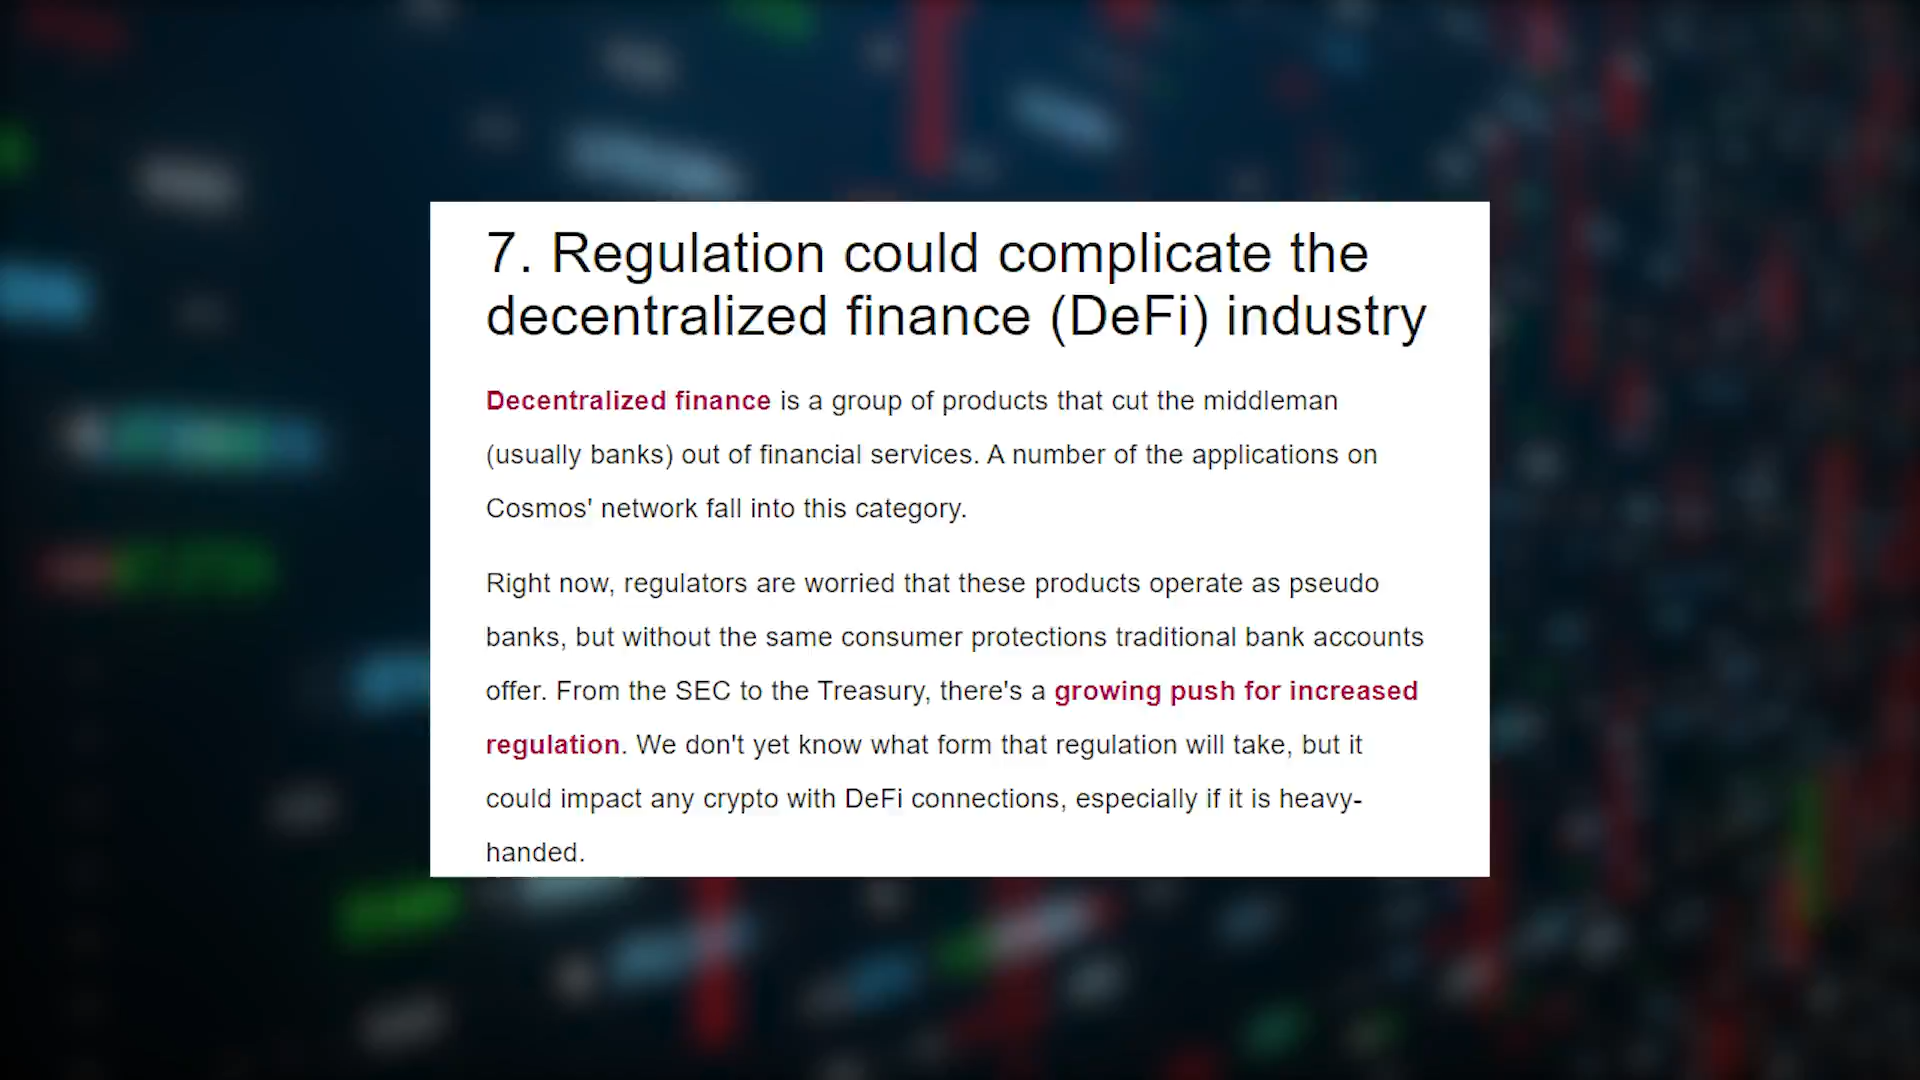 7. Regulation could complicate the
decentralized finance (DeFi) industry
Decentralized finance is a group of products that cut the middleman
(usually banks) out of financial services. A number of the applications on
Cosmos' network fall into this category.
Right now, regulators are worried that these products operate as pseudo
banks, but without the same consumer protections traditional bank accounts
offer. From the SEC to the Treasury, there's a growing push for increased
regulation. We don't yet know what form that regulation will take, but it
could impact any crypto with DeFi connections, especially if it is heavy-
handed.